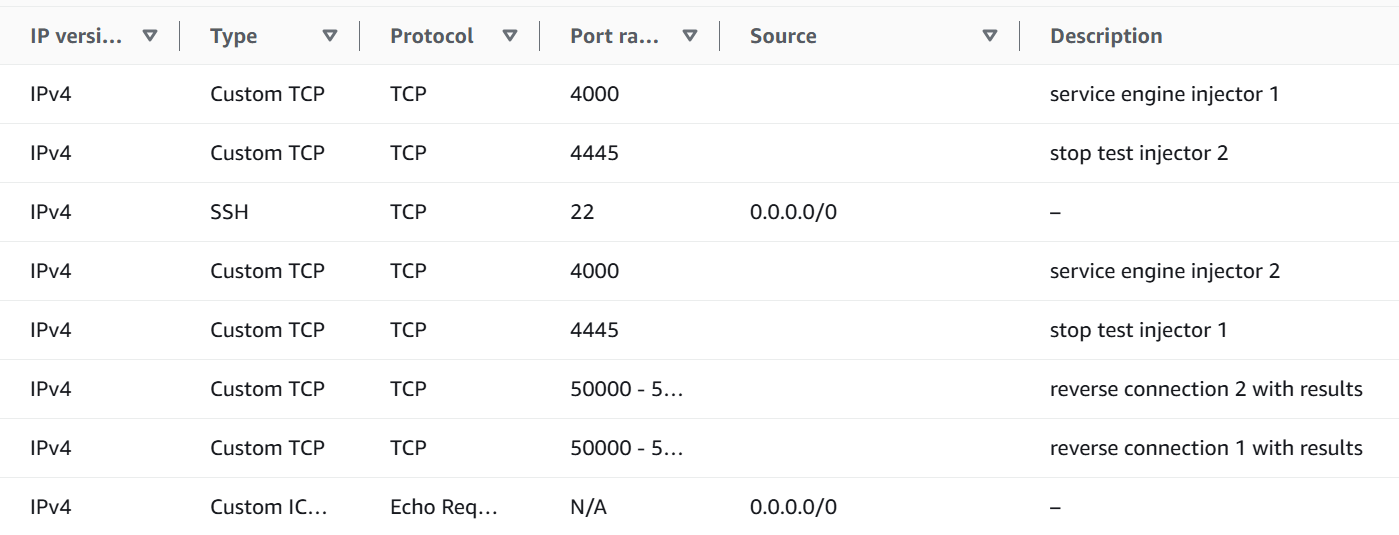 IP versi... Type Protocol Port ra... Source Description
IPv4 Custom TCP TCP 4000 service engine injector 1
IPv4 Custom TCP TCP 4445 stop test injector 2
IPv4 SSH TCP 22 0.0.0.0/0 –
IPv4 Custom TCP TCP 4000 service engine injector 2
IPv4 Custom TCP TCP 4445 stop test injector 1
IPv4 Custom TCP TCP 50000 - 5... reverse connection 2 with results
IPv4 Custom TCP TCP 50000 - 5... reverse connection 1 with results
IPv4 Custom IC... Echo Req... N/A 0.0.0.0/0 –